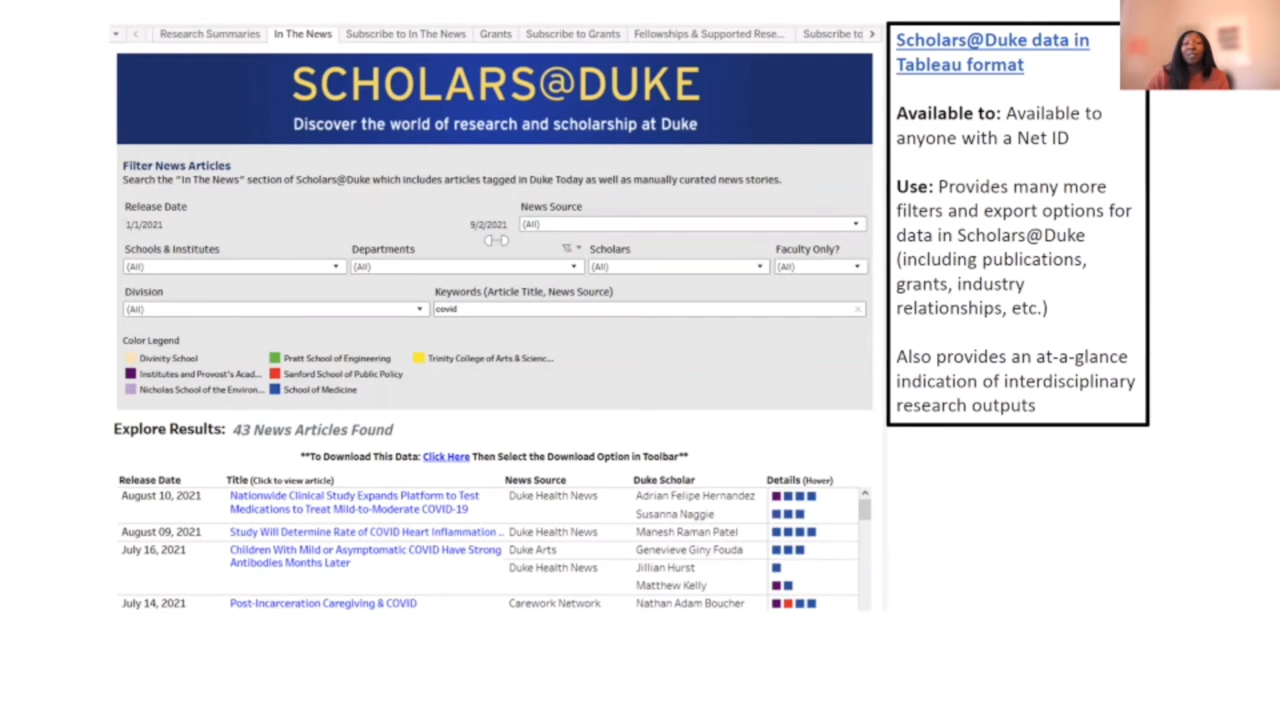 Research Summaries In The News Subscribe to In The News Grants Subscribe to Grants Fellowships & Supported Rese... Subscribe to
SCHOLARS@DUKE
Discover the world of research and scholarship at Duke
Filter News Articles
Search the "In The News" section of Scholars@Duke which includes articles tagged in Duke Today as well as manually curated news stories.
Release Date News Source
1/1/2021 9/2/2021 (All)
Schools & Institutes Departments Scholars Faculty Only?
(All) (All) (All) (All)
Division Keywords (Article Title, News Source)
(All) covid
Color Legend
Divinity School Pratt School of Engineering Trinity College of Arts & Scienc...
Institutes and Provost's Acad... Sanford School of Public Policy
Nicholas School of the Environ... School of Medicine
Explore Results: 43 News Articles Found
**To Download This Data: Click Here Then Select the Download Option in Toolbar**
Release Date Title (Click to view article) News Source Duke Scholar Details (Hover)
August 10, 2021 Nationwide Clinical Study Expands Platform to Test Duke Health News Adrian Felipe Hernandez
Medications to Treat Mild-to-Moderate COVID-19
Susanna Naggie
August 09, 2021 Study Will Determine Rate of COVID Heart Inflammation .. Duke Health News Manesh Raman Patel
July 16, 2021 Children With Mild or Asymptomatic COVID Have Strong Duke Arts Genevieve Giny Fouda
Antibodies Months Later Duke Health News Jillian Hurst
Matthew Kelly
July 14, 2021 Post-Incarceration Caregiving & COVID Carework Network Nathan Adam Boucher
Scholars@Duke data in
Tableau format
Available to: Available to
anyone with a Net ID
Use: Provides many more
filters and export options for
data in Scholars@Duke
(including publications,
grants, industry
relationships, etc.)
Also provides an at-a-glance
indication of interdisciplinary
research outputs